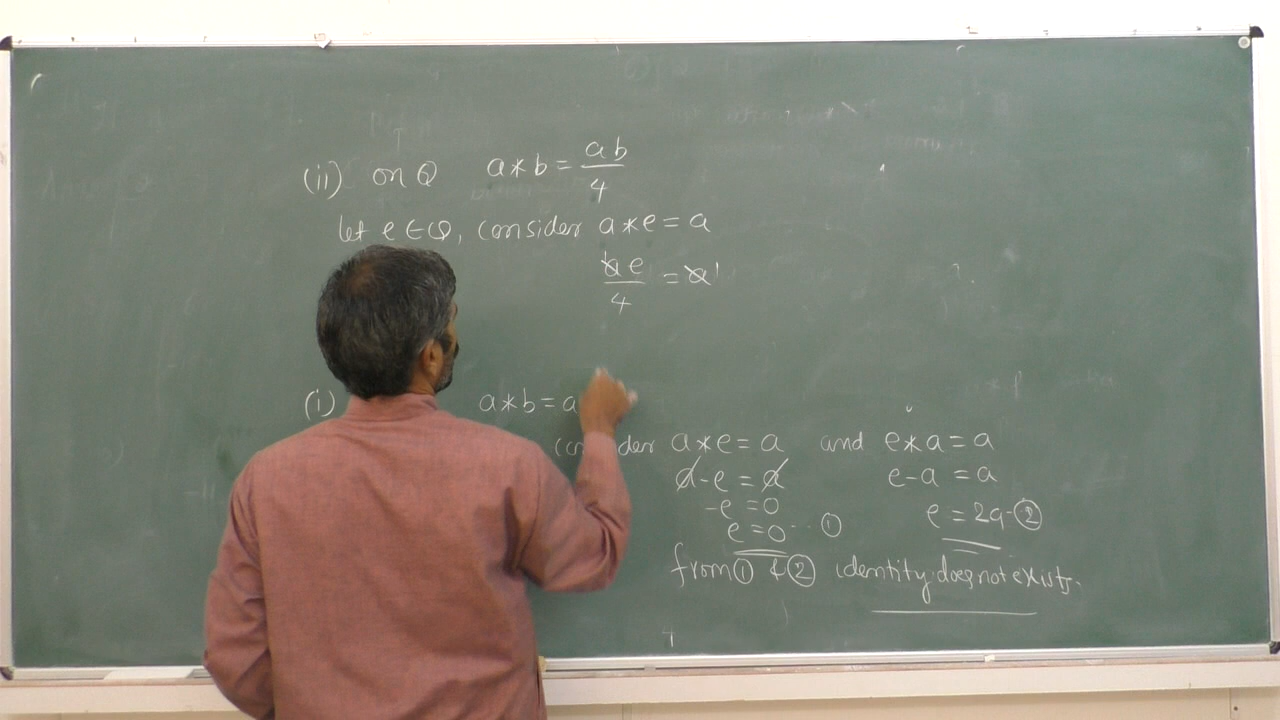 (ii) on Q a*b = ab/4
let e ∈ Q, consider a*e = a
ae/4 = a 1
(i) a*b = a
consider a*e = a and e*a = a
a-e = a e-a = a
-e = 0 e = 2a-②
e = 0-- ①
from ① & ② identity does not exists.